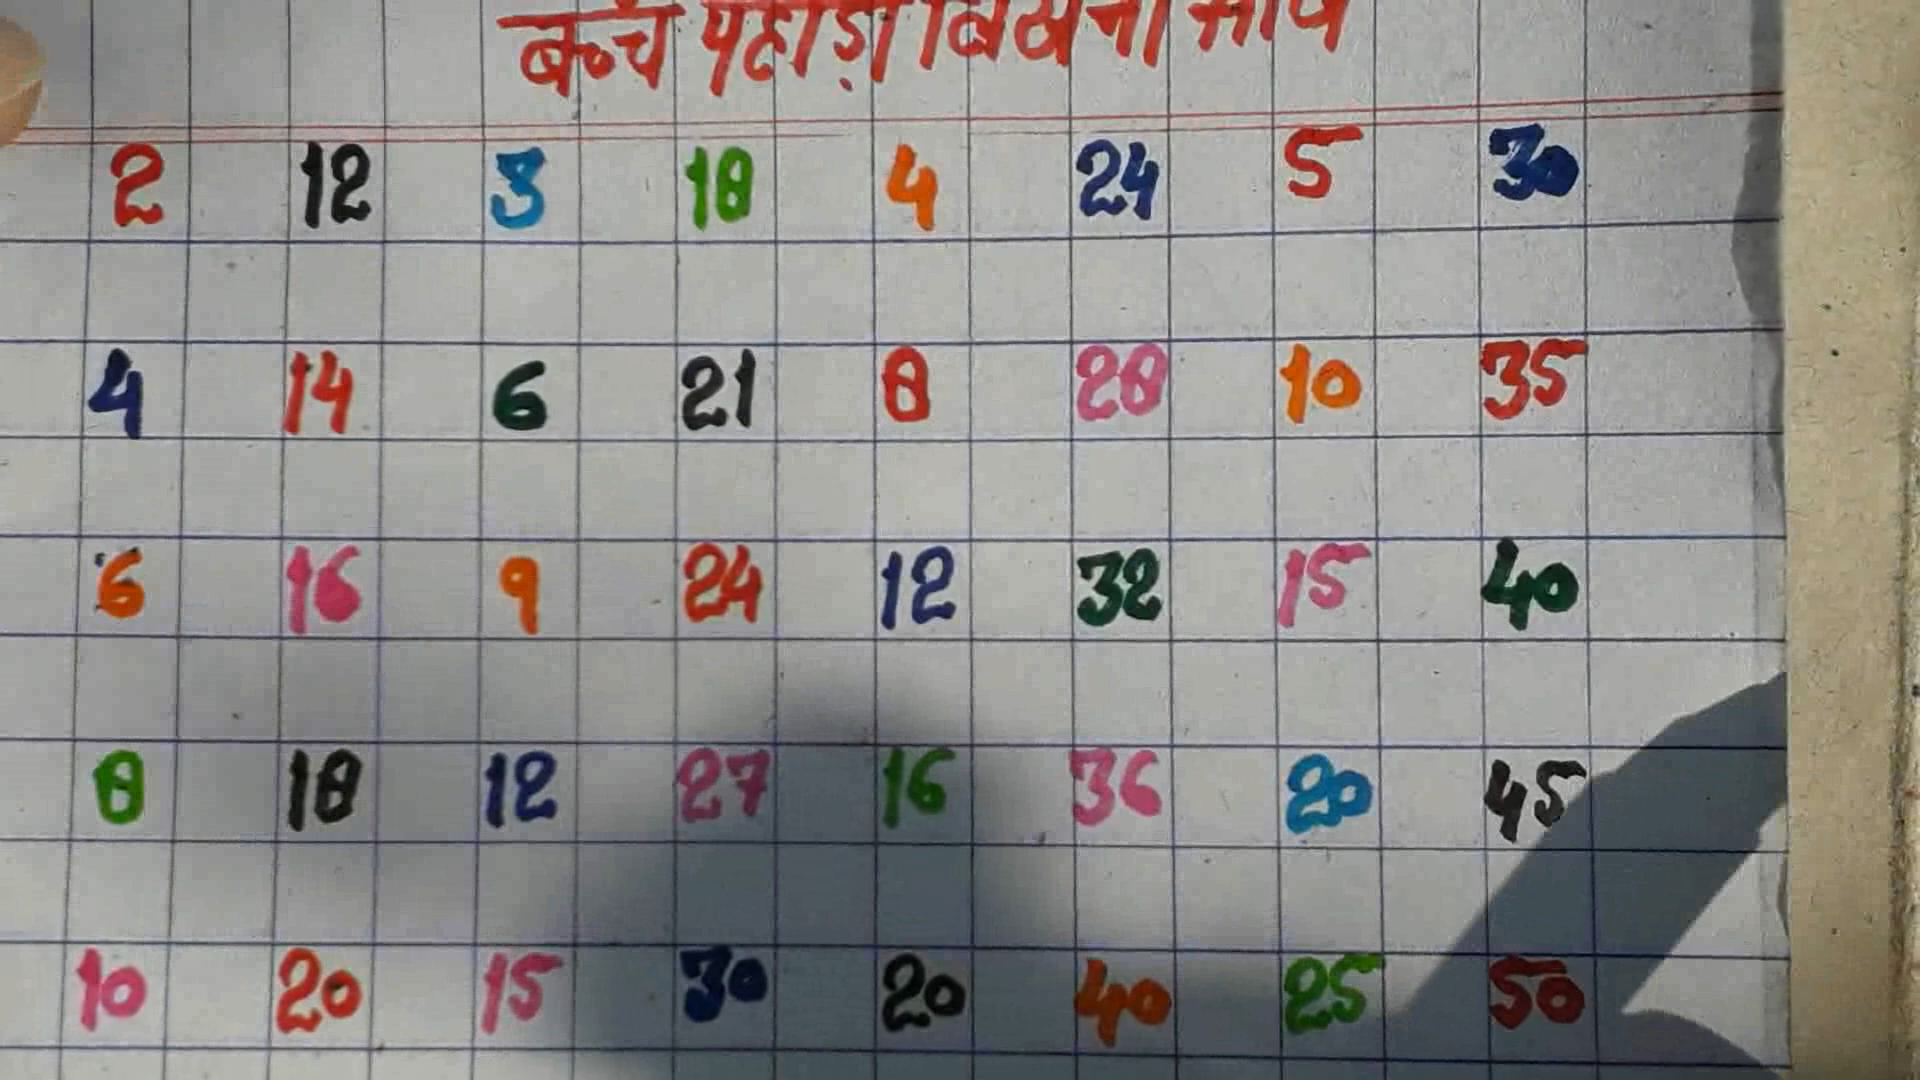 बच्चे पहाड़ा लिखना सीखे
2 12 3 18 4 24 5 30
4 14 6 21 8 28 10 35
6 16 9 24 12 32 15 40
8 18 12 27 16 36 20 45
10 20 15 30 20 40 25 50